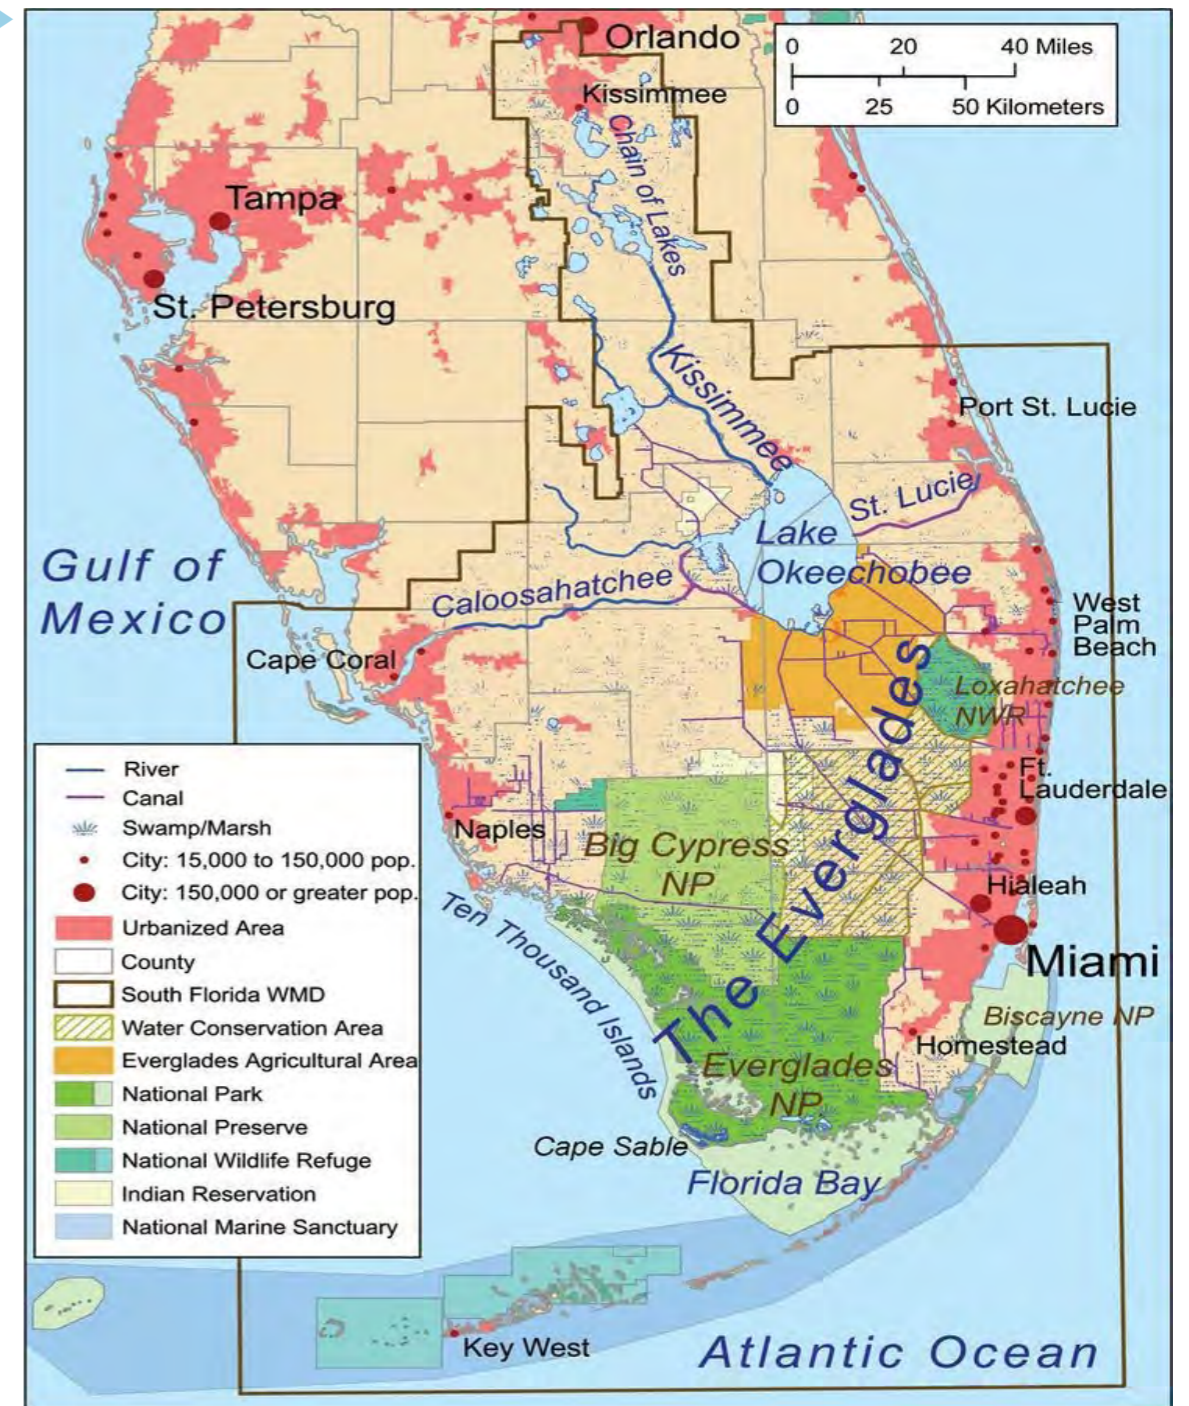 Orlando
0 20 40 Miles
0 25 50 Kilometers
Kissimmee
Chain of Lakes
Tampa
St. Petersburg
Kissimmee
Port St. Lucie
St. Lucie
Lake
Okeechobee
Gulf of
Mexico
Caloosahatchee
West
Palm
Beach
Cape Coral
Loxahatchee
NWR
The Everglades
Ft.
Lauderdale
Naples
Big Cypress
NP
Hialeah
Miami
Ten Thousand Islands
Biscayne NP
Homestead
Everglades
NP
Cape Sable
Florida Bay
Key West
Atlantic Ocean
River
Canal
Swamp/Marsh
City: 15,000 to 150,000 pop.
City: 150,000 or greater pop.
Urbanized Area
County
South Florida WMD
Water Conservation Area
Everglades Agricultural Area
National Park
National Preserve
National Wildlife Refuge
Indian Reservation
National Marine Sanctuary